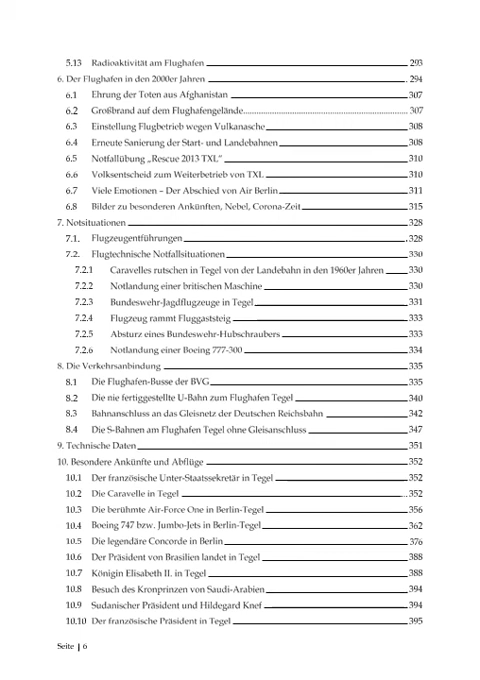 5.13 Radioaktivität am Flughafen 293
6. Der Flughafen in den 2000er Jahren 294
6.1 Ehrung der Toten aus Afghanistan 307
6.2 Großbrand auf dem Flughafengelände 307
6.3 Einstellung Flugbetrieb wegen Vulkanasche 308
6.4 Erneute Sanierung der Start- und Landebahnen 308
6.5 Notfallübung „Rescue 2013 TXL“ 310
6.6 Volksentscheid zum Weiterbetrieb von TXL 310
6.7 Viele Emotionen – Der Abschied von Air Berlin 311
6.8 Bilder zu besonderen Ankünften, Nebel, Corona-Zeit 315
7. Notsituationen 328
7.1. Flugzeugentführungen 328
7.2. Flugtechnische Notfallsituationen 330
7.2.1 Caravelles rutschen in Tegel von der Landebahn in den 1960er Jahren 330
7.2.2 Notlandung einer britischen Maschine 330
7.2.3 Bundeswehr-Jagdflugzeuge in Tegel 331
7.2.4 Flugzeug rammt Fluggaststeig 333
7.2.5 Absturz eines Bundeswehr-Hubschraubers 333
7.2.6 Notlandung einer Boeing 777-300 334
8. Die Verkehrsanbindung 335
8.1 Die Flughafen-Busse der BVG 335
8.2 Die nie fertiggestellte U-Bahn zum Flughafen Tegel 340
8.3 Bahnanschluss an das Gleisnetz der Deutschen Reichsbahn 342
8.4 Die S-Bahnen am Flughafen Tegel ohne Gleisanschluss 347
9. Technische Daten 351
10. Besondere Ankünfte und Abflüge 352
10.1 Der französische Unter-Staatssekretär in Tegel 352
10.2 Die Caravelle in Tegel 352
10.3 Die berühmte Air-Force One in Berlin-Tegel 356
10.4 Boeing 747 bzw. Jumbo-Jets in Berlin-Tegel 362
10.5 Die legendäre Concorde in Berlin 376
10.6 Der Präsident von Brasilien landet in Tegel 388
10.7 Königin Elisabeth II. in Tegel 388
10.8 Besuch des Kronprinzen von Saudi-Arabien 394
10.9 Sudanischer Präsident und Hildegard Knef 394
10.10 Der französische Präsident in Tegel 395
Seite | 6